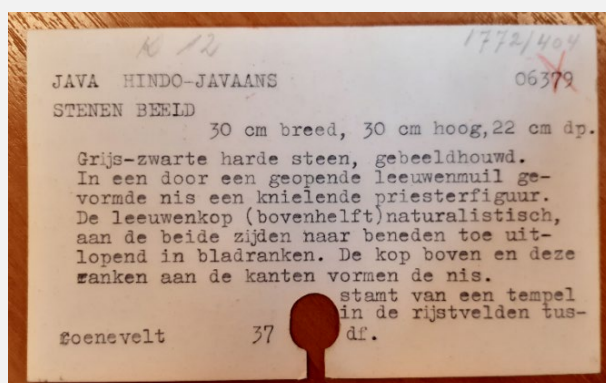 K 12
1772/404
JAVA HINDO-JAVAANS 06379
STENEN BEELD
30 cm breed, 30 cm hoog,22 cm dp.
Grijs-zwarte harde steen, gebeeldhouwd.
In een door een geopende leeuwenmuil ge-
vormde nis een knielende priesterfiguur.
De leeuwenkop (bovenhelft)naturalistisch,
aan de beide zijden naar beneden toe uit-
lopend in bladranken. De kop boven en deze
ranken aan de kanten vormen de nis.
stamt van een tempel
in de rijstvelden tus-
Goenevelt 37 df.